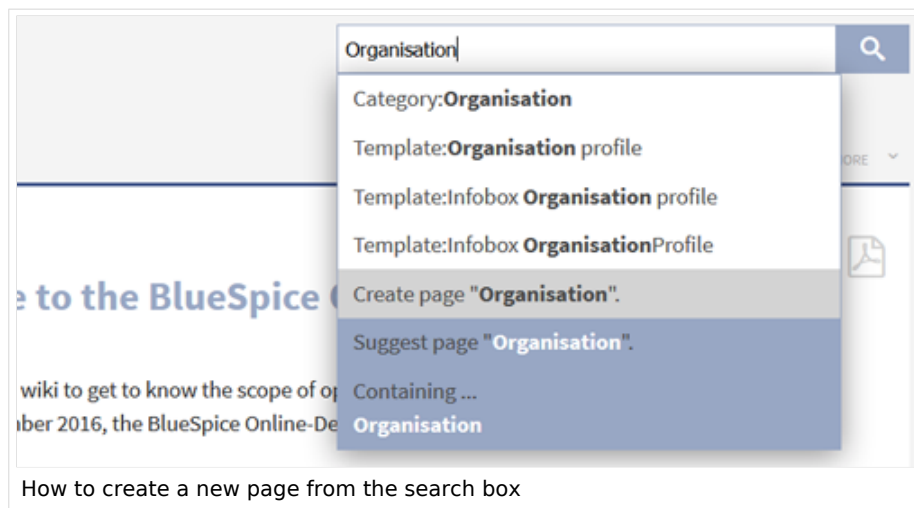 Organisation
Category:Organisation
Template:Organisation profile
ORE
Template:Infobox Organisation profile
Template:Infobox OrganisationProfile
e to the BlueSpice
Create page "Organisation".
Suggest page "Organisation".
wiki to get to know the scope of op
Containing ...
ber 2016, the BlueSpice Online-De
Organisation
How to create a new page from the search box